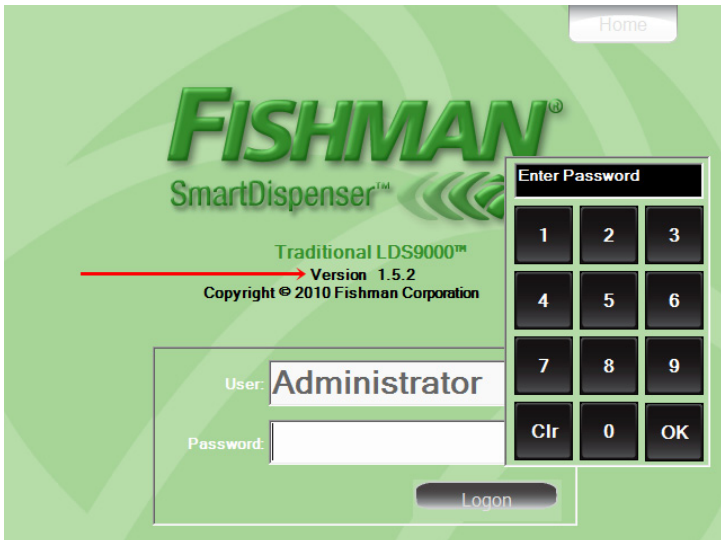 Home
FISHMAN®
SmartDispenser™
Traditional LDS9000™
Version 1.5.2
Copyright © 2010 Fishman Corporation
Enter Password
1 2 3
4 5 6
7 8 9
Clr 0 OK
User: Administrator
Password:
Logon